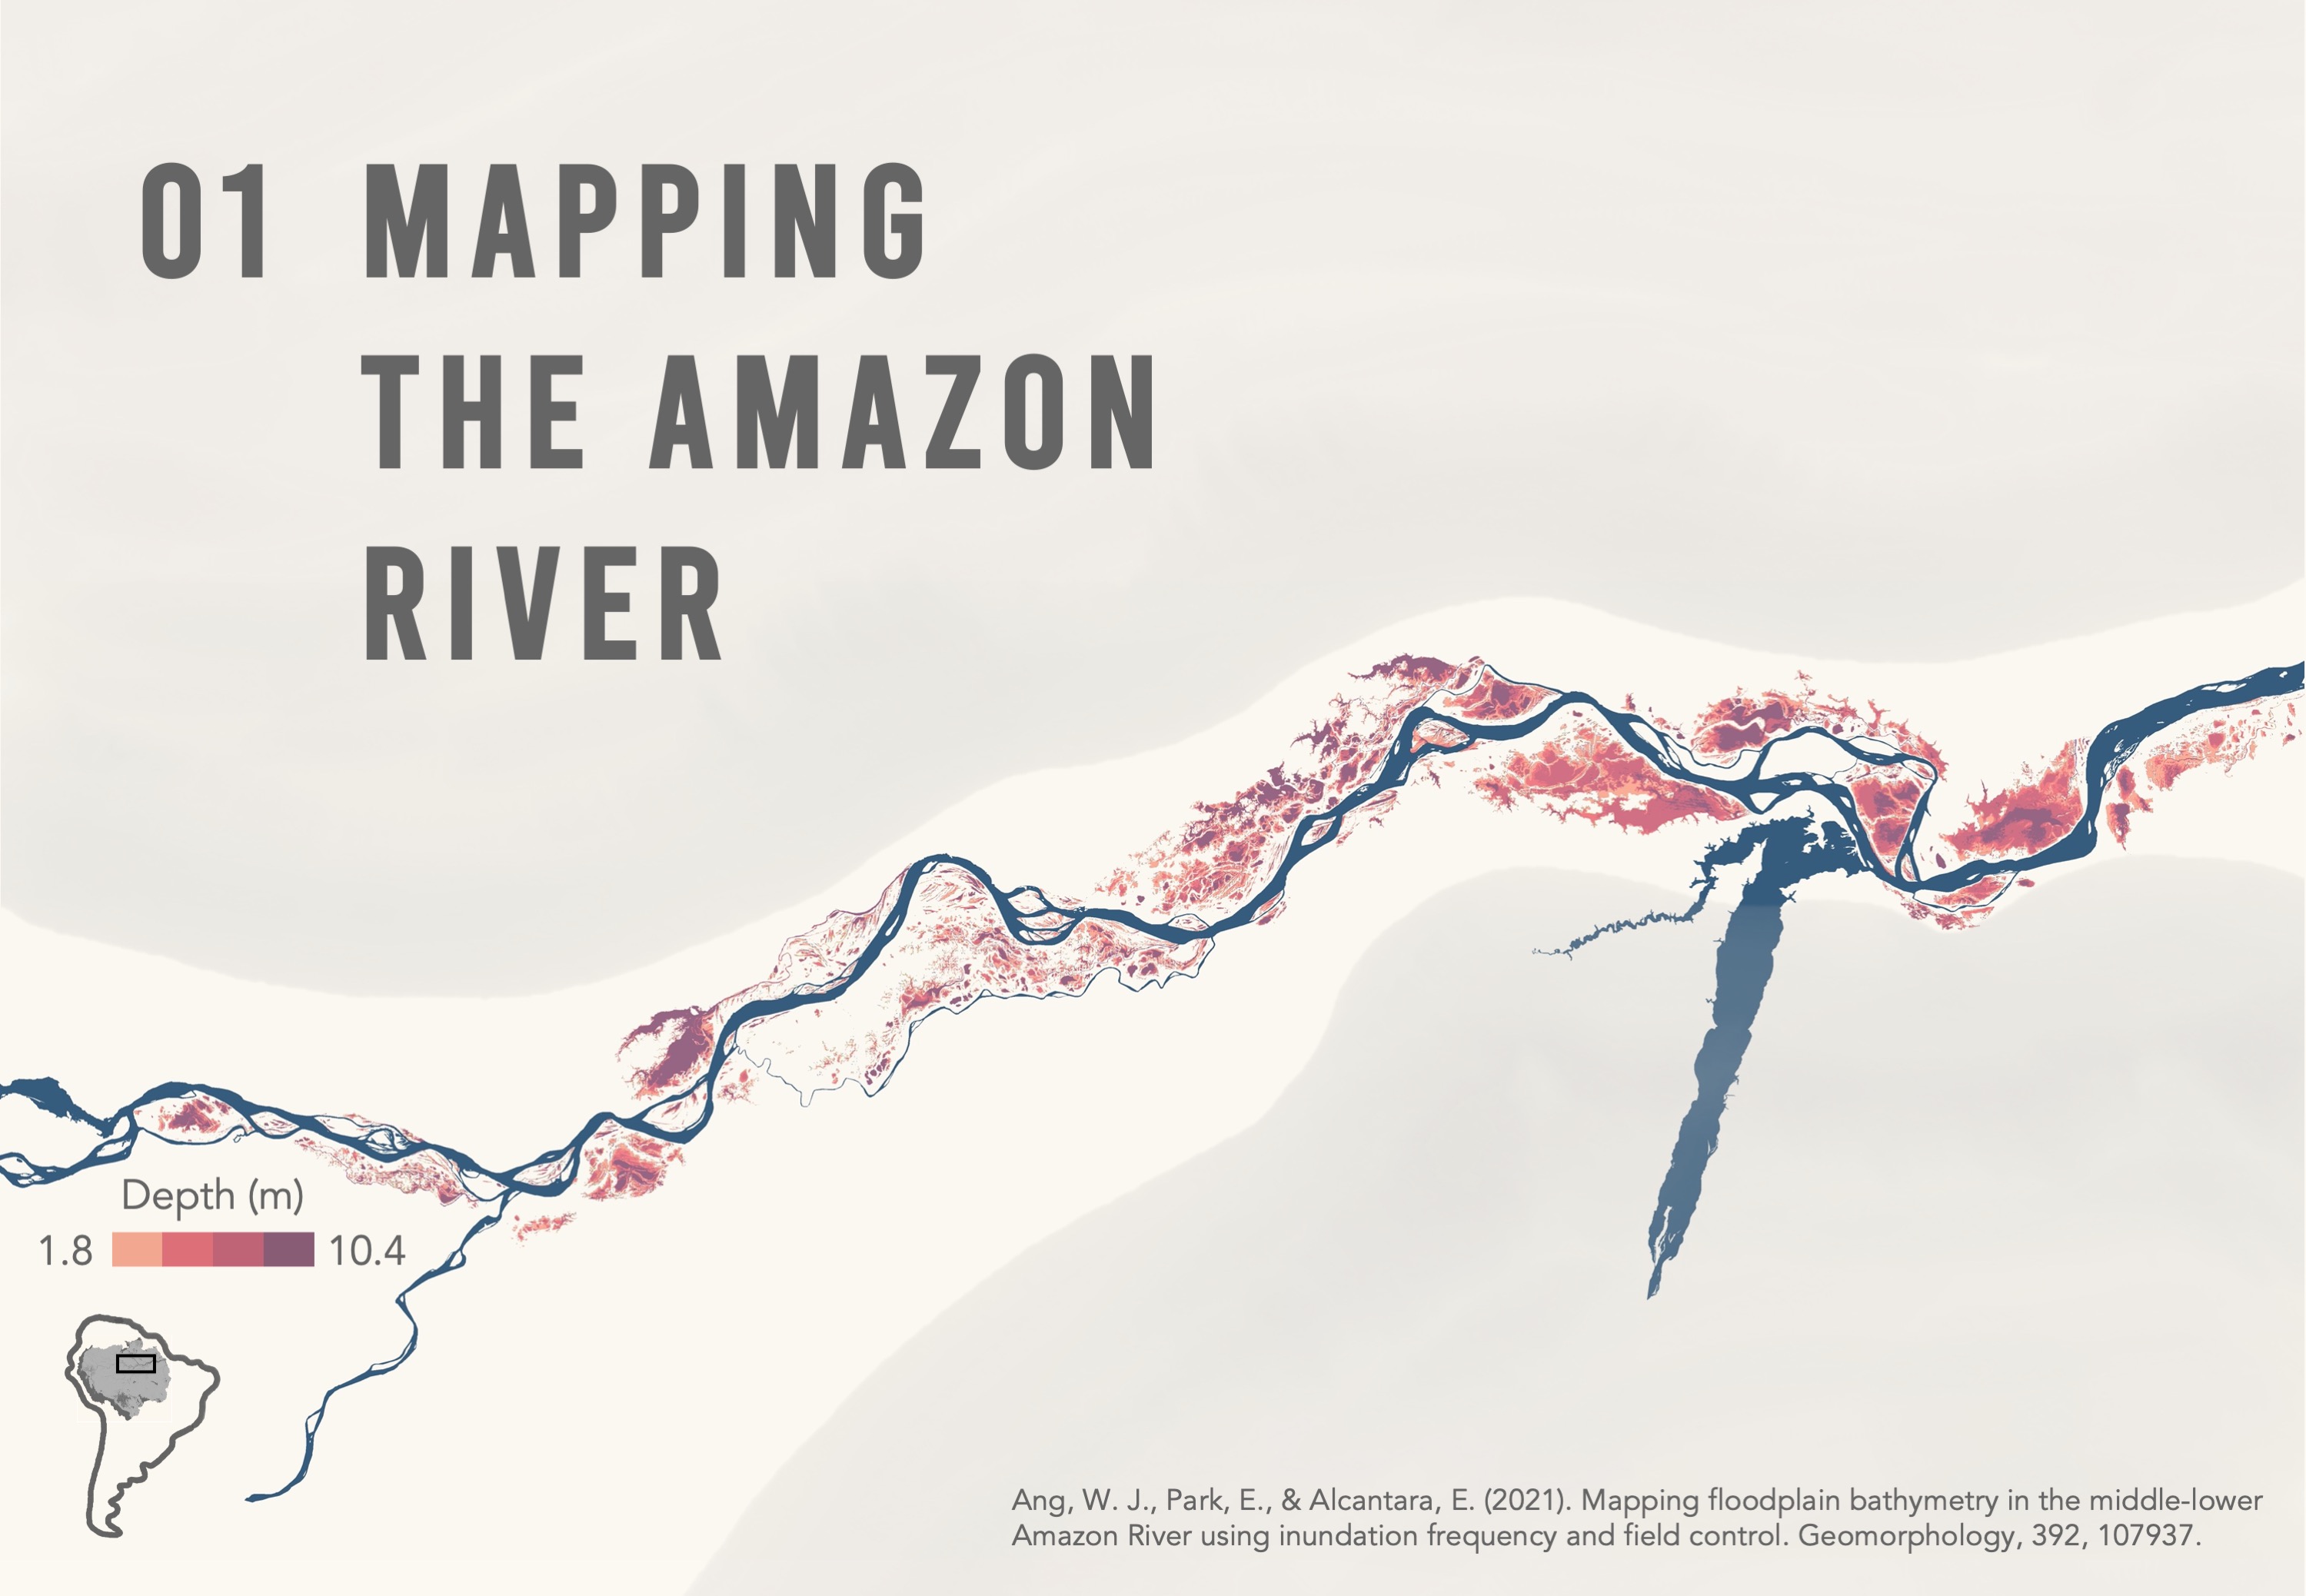 01 MAPPING
THE AMAZON
RIVER
Depth (m)
1.8 10.4
Ang, W. J., Park, E., & Alcantara, E. (2021). Mapping floodplain bathymetry in the middle-lower
Amazon River using inundation frequency and field control. Geomorphology, 392, 107937.